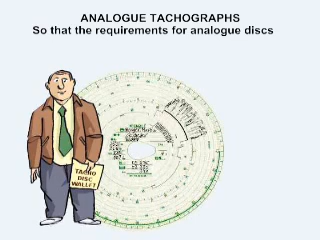 ANALOGUE TACHOGRAPHS
So that the requirements for analogue discs
TACHO
DISC
WALLET